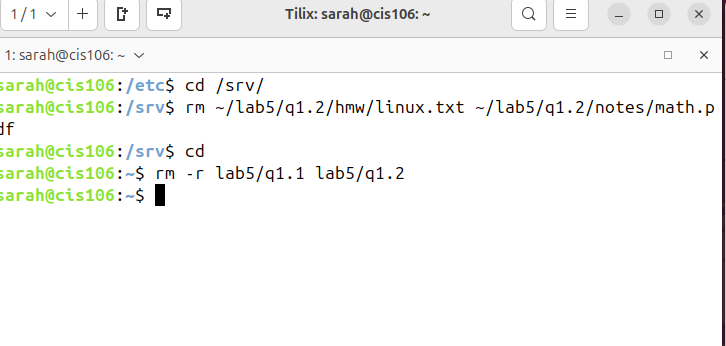 1 / 1
Tilix: sarah@cis106: ~
1: sarah@cis106: ~
sarah@cis106:/etc$ cd /srv/
sarah@cis106:/srv$ rm ~/lab5/q1.2/hmw/linux.txt ~/lab5/q1.2/notes/math.p
df
sarah@cis106:/srv$ cd
sarah@cis106:~$ rm -r lab5/q1.1 lab5/q1.2
sarah@cis106:~$